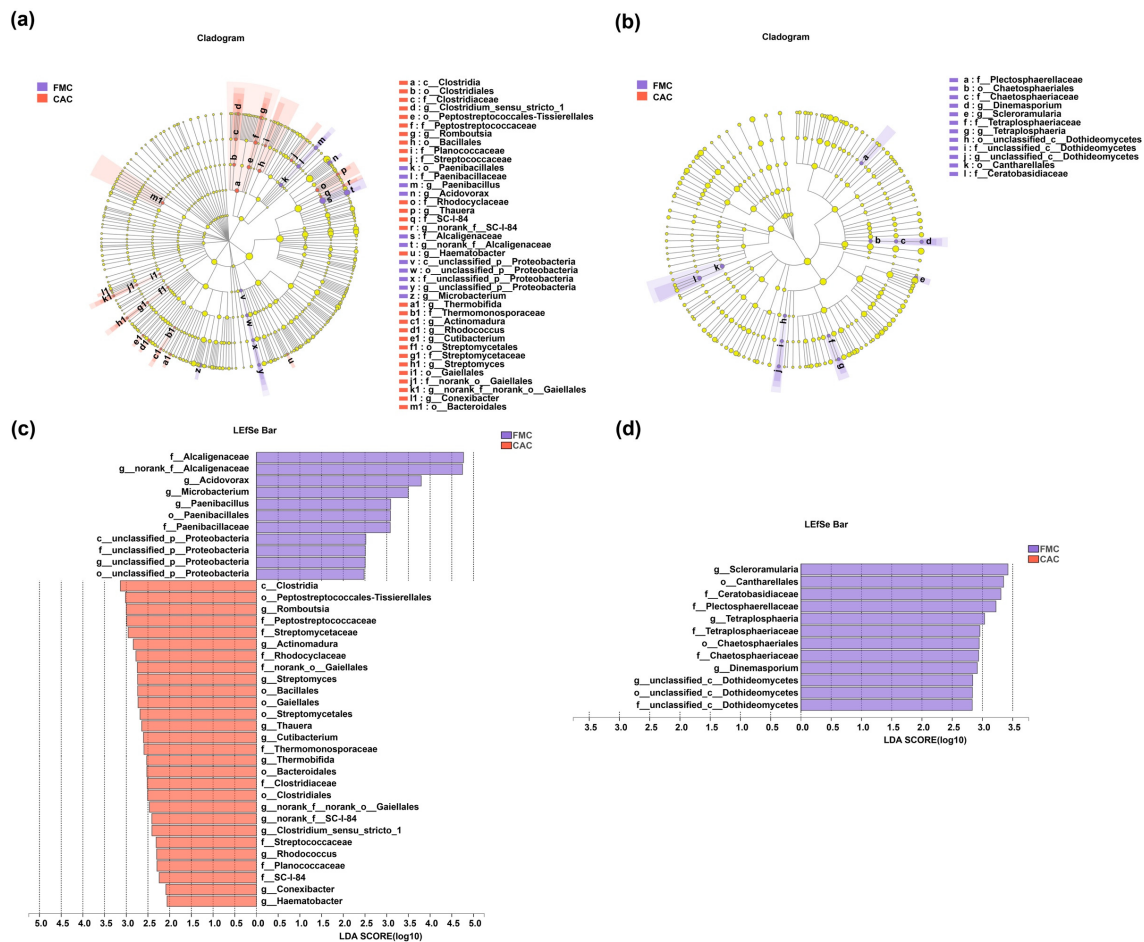 (a)
Cladogram
FMC
CAC
a : c__Clostridia
b : o__Clostridiales
c : f__Clostridiaceae
d : g__Clostridium_sensu_stricto_1
e : o__Peptostreptococcales-Tissierellales
f : f__Peptostreptococcaceae
g : g__Romboutsia
h : o__Bacillales
i : f__Planococcaceae
j : f__Streptococcaceae
k : o__Paenibacillales
l : f__Paenibacillaceae
m : g__Paenibacillus
n : g__Acidovorax
o : f__Rhodocyclaceae
p : g__Thauera
q : f__SC-I-84
r : g__norank_f__SC-I-84
s : f__Alcaligenaceae
t : g__norank_f__Alcaligenaceae
u : g__Haematobacter
v : c__unclassified_p__Proteobacteria
w : o__unclassified_p__Proteobacteria
x : f__unclassified_p__Proteobacteria
y : g__unclassified_p__Proteobacteria
z : g__Microbacterium
a1 : g__Thermobifida
b1 : f__Thermomonosporaceae
c1 : g__Actinomadura
d1 : g__Rhodococcus
e1 : g__Cutibacterium
f1 : o__Streptomycetales
g1 : f__Streptomycetaceae
h1 : g__Streptomyces
i1 : o__Gaiellales
j1 : f__norank_o__Gaiellales
k1 : g__norank_f__norank_o__Gaiellales
l1 : g__Conexibacter
m1 : o__Bacteroidales
(b)
Cladogram
FMC
CAC
a : f__Plectosphaerellaceae
b : o__Chaetosphaeriales
c : f__Chaetosphaeriaceae
d : g__Dinemasporium
e : g__Scleroramularia
f : f__Tetraplosphaeriaceae
g : g__Tetraplosphaeria
h : o__unclassified_c__Dothideomycetes
i : f__unclassified_c__Dothideomycetes
j : g__unclassified_c__Dothideomycetes
k : o__Cantharellales
l : f__Ceratobasidiaceae
(c)
LEfSe Bar
FMC
CAC
f__Alcaligenaceae
g__norank_f__Alcaligenaceae
g__Acidovorax
g__Microbacterium
g__Paenibacillus
o__Paenibacillales
f__Paenibacillaceae
c__unclassified_p__Proteobacteria
f__unclassified_p__Proteobacteria
g__unclassified_p__Proteobacteria
o__unclassified_p__Proteobacteria
c__Clostridia
o__Peptostreptococcales-Tissierellales
g__Romboutsia
f__Peptostreptococcaceae
f__Streptomycetaceae
g__Actinomadura
f__Rhodocyclaceae
f__norank_o__Gaiellales
g__Streptomyces
o__Bacillales
o__Gaiellales
o__Streptomycetales
g__Thauera
g__Cutibacterium
f__Thermomonosporaceae
g__Thermobifida
o__Bacteroidales
f__Clostridiaceae
o__Clostridiales
g__norank_f__norank_o__Gaiellales
g__norank_f__SC-I-84
g__Clostridium_sensu_stricto_1
f__Streptococcaceae
g__Rhodococcus
f__Planococcaceae
f__SC-I-84
g__Conexibacter
g__Haematobacter
5.0 4.5 4.0 3.5 3.0 2.5 2.0 1.5 1.0 0.5 0.0 0.5 1.0 1.5 2.0 2.5 3.0 3.5 4.0 4.5 5.0
LDA SCORE(log10)
(d)
LEfSe Bar
FMC
CAC
g__Scleroramularia
o__Cantharellales
f__Ceratobasidiaceae
f__Plectosphaerellaceae
g__Tetraplosphaeria
f__Tetraplosphaeriaceae
o__Chaetosphaeriales
f__Chaetosphaeriaceae
g__Dinemasporium
g__unclassified_c__Dothideomycetes
o__unclassified_c__Dothideomycetes
f__unclassified_c__Dothideomycetes
3.5 3.0 2.5 2.0 1.5 1.0 0.5 0.0 0.5 1.0 1.5 2.0 2.5 3.0 3.5
LDA SCORE(log10)